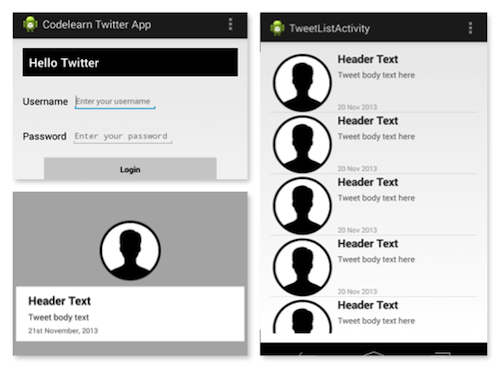 Codelearn Twitter App
Hello Twitter
Username Enter your username
Password Enter your password
Login
Header Text
Tweet body text
21st November, 2013
TweetListActivity
Header Text
Tweet body text here
20 Nov 2013
Header Text
Tweet body text here
20 Nov 2013
Header Text
Tweet body text here
20 Nov 2013
Header Text
Tweet body text here
20 Nov 2013
Header Text
Tweet body text here